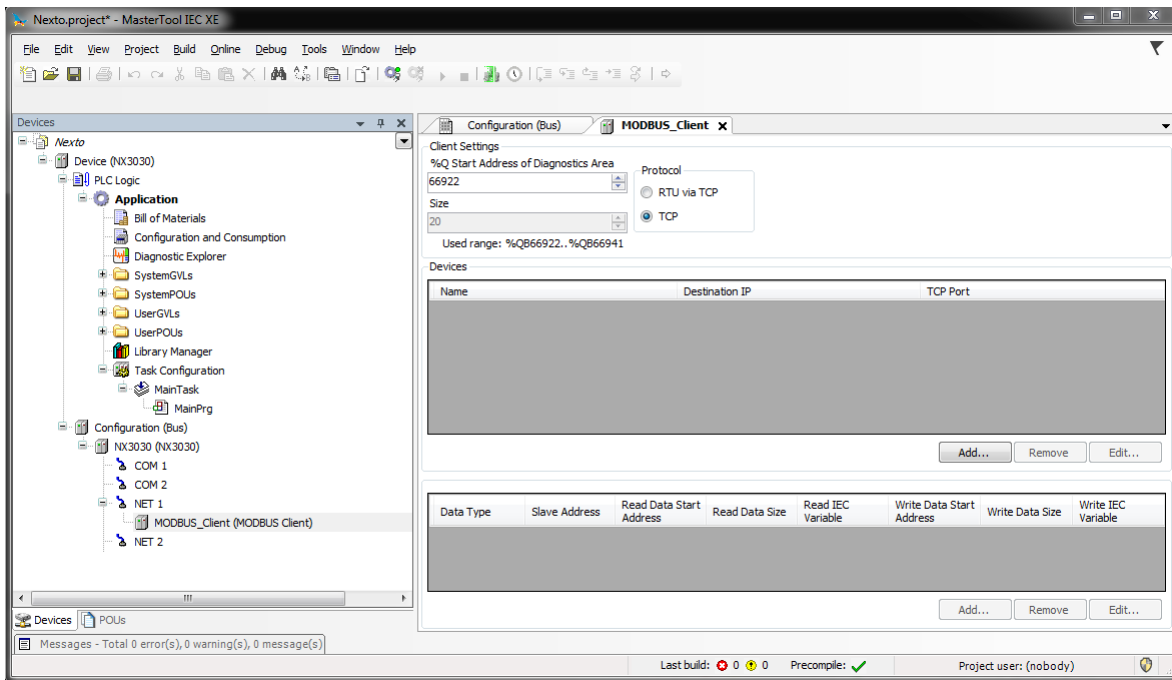 Nexto.project* - MasterTool IEC XE
File Edit View Project Build Online Debug Tools Window Help
Devices
Nexto
Device (NX3030)
PLC Logic
Application
Bill of Materials
Configuration and Consumption
Diagnostic Explorer
SystemGVLs
SystemPOUs
UserGVLs
UserPOUs
Library Manager
Task Configuration
MainTask
MainPrg
Configuration (Bus)
NX3030 (NX3030)
COM 1
COM 2
NET 1
MODBUS_Client (MODBUS Client)
NET 2
Devices POUs
Configuration (Bus) MODBUS_Client X
Client Settings
%Q Start Address of Diagnostics Area
66922
Size
20
Used range: %QB66922..%QB66941
Protocol
RTU via TCP
TCP
Devices
Name Destination IP TCP Port
Add... Remove Edit...
Data Type Slave Address Read Data Start Address Read Data Size Read IEC Variable Write Data Start Address Write Data Size Write IEC Variable
Add... Remove Edit...
Messages - Total 0 error(s), 0 warning(s), 0 message(s)
Last build: 0 0 Precompile: Project user: (nobody)